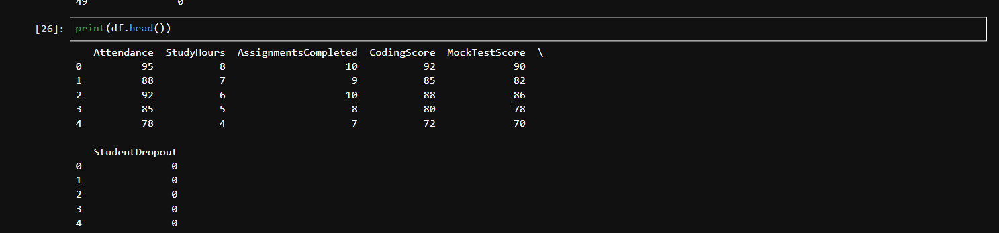 49 0
[26]: print(df.head())
Attendance StudyHours AssignmentsCompleted CodingScore MockTestScore \
0 95 8 10 92 90
1 88 7 9 85 82
2 92 6 10 88 86
3 85 5 8 80 78
4 78 4 7 72 70
StudentDropout
0 0
1 0
2 0
3 0
4 0